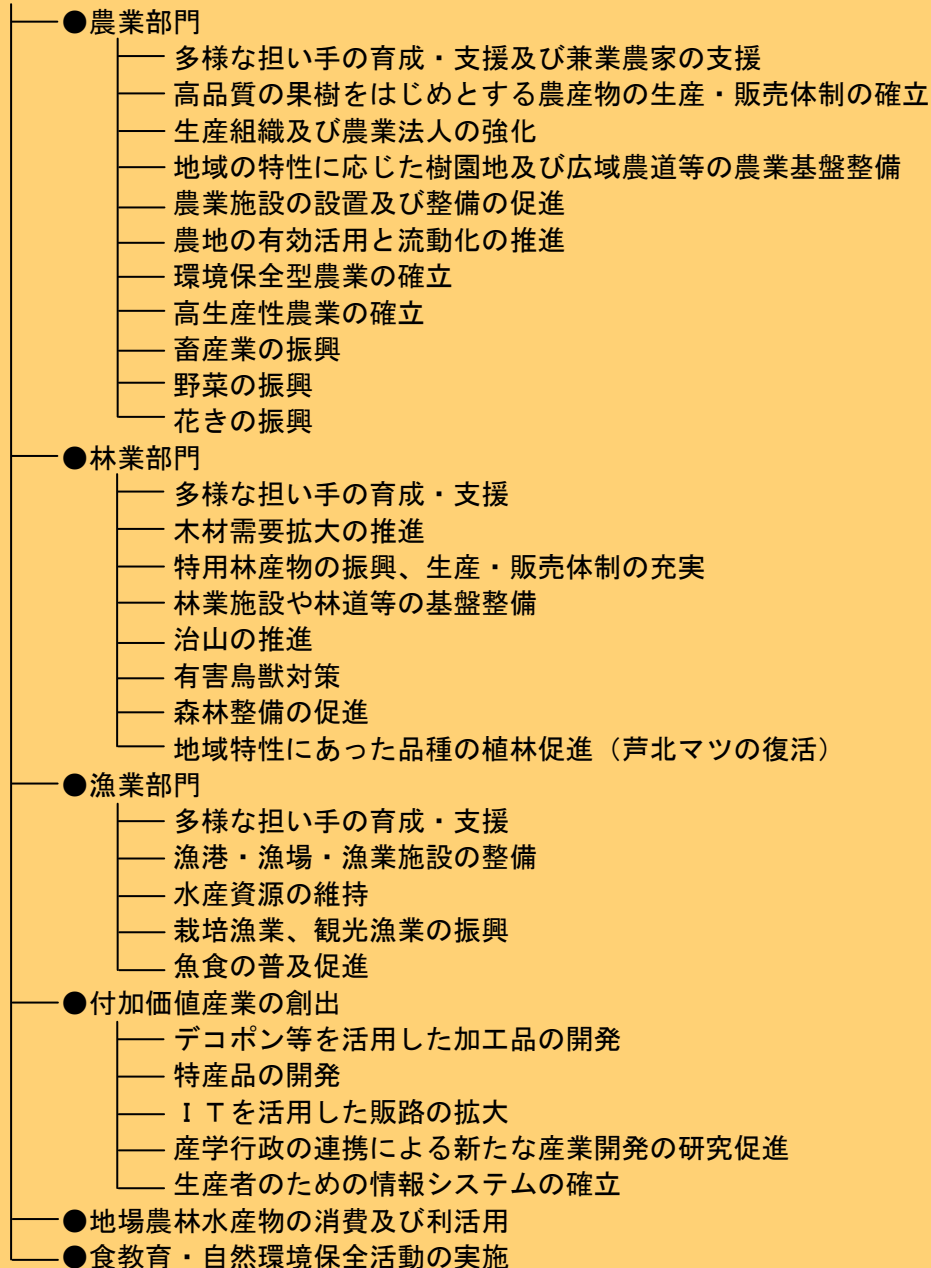 ●農業部門
多様な担い手の育成・支援及び兼業農家の支援
高品質の果樹をはじめとする農産物の生産・販売体制の確立
生産組織及び農業法人の強化
地域の特性に応じた樹園地及び広域農道等の農業基盤整備
農業施設の設置及び整備の促進
農地の有効活用と流動化の推進
環境保全型農業の確立
高生産性農業の確立
畜産業の振興
野菜の振興
花きの振興
●林業部門
多様な担い手の育成・支援
木材需要拡大の推進
特用林産物の振興、生産・販売体制の充実
林業施設や林道等の基盤整備
治山の推進
有害鳥獣対策
森林整備の促進
地域特性にあった品種の植林促進（芦北マツの復活）
●漁業部門
多様な担い手の育成・支援
漁港・漁場・漁業施設の整備
水産資源の維持
栽培漁業、観光漁業の振興
魚食の普及促進
●付加価値産業の創出
デコポン等を活用した加工品の開発
特産品の開発
ＩＴを活用した販路の拡大
産学行政の連携による新たな産業開発の研究促進
生産者のための情報システムの確立
●地場農林水産物の消費及び利活用
●食教育・自然環境保全活動の実施